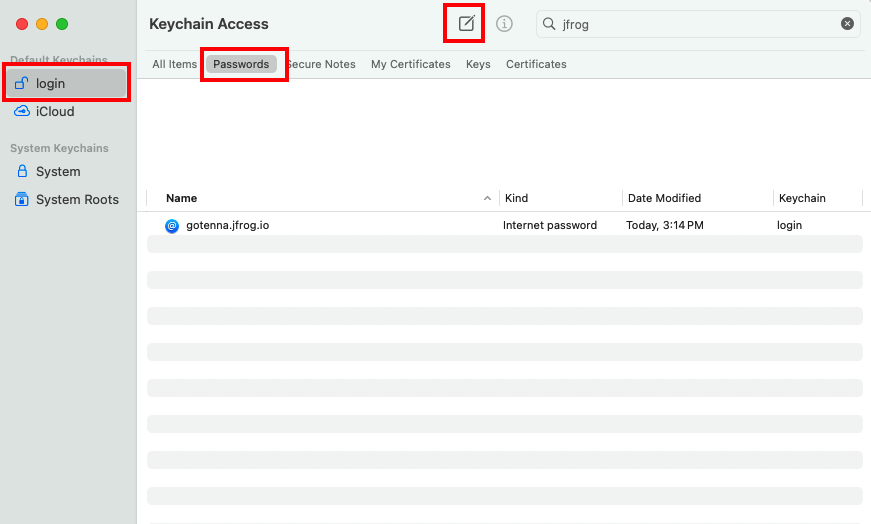 Keychain Access
jfrog
All Items Passwords Secure Notes My Certificates Keys Certificates
Default Keychains
login
iCloud
System Keychains
System
System Roots
Name Kind Date Modified Keychain
@ gotenna.jfrog.io Internet password Today, 3:14 PM login